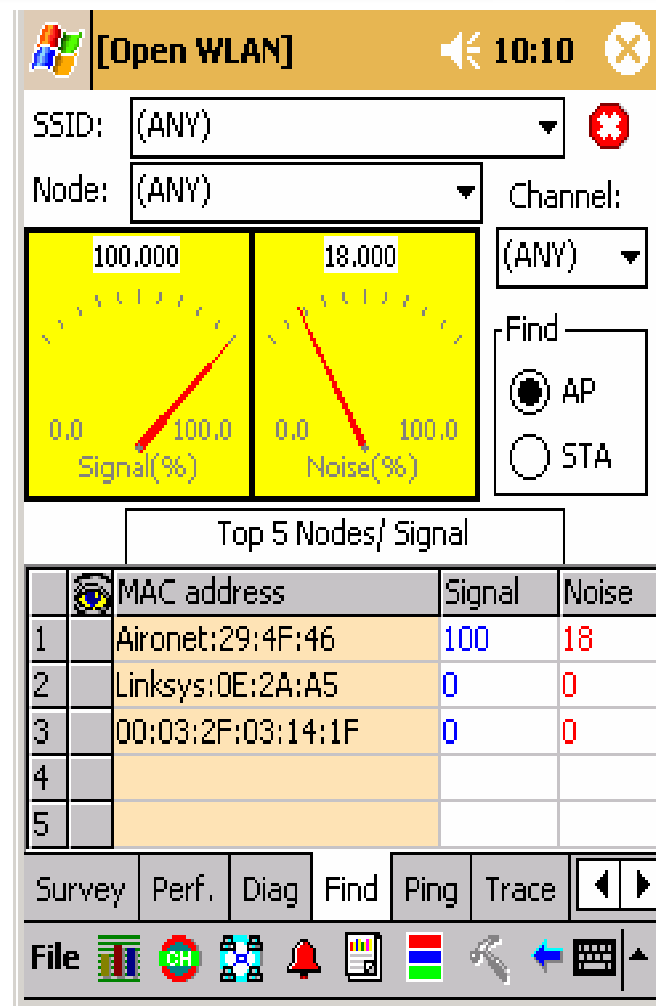 [Open WLAN] 10:10
SSID: (ANY)
Node: (ANY) Channel:
(ANY)
100.000 18.000
0.0 100.0 0.0 100.0
Signal(%) Noise(%)
Find
AP
STA
Top 5 Nodes/ Signal
MAC address Signal Noise
1 Aironet:29:4F:46 100 18
2 Linksys:0E:2A:A5 0 0
3 00:03:2F:03:14:1F 0 0
4
5
Survey Perf. Diag Find Ping Trace
File CH